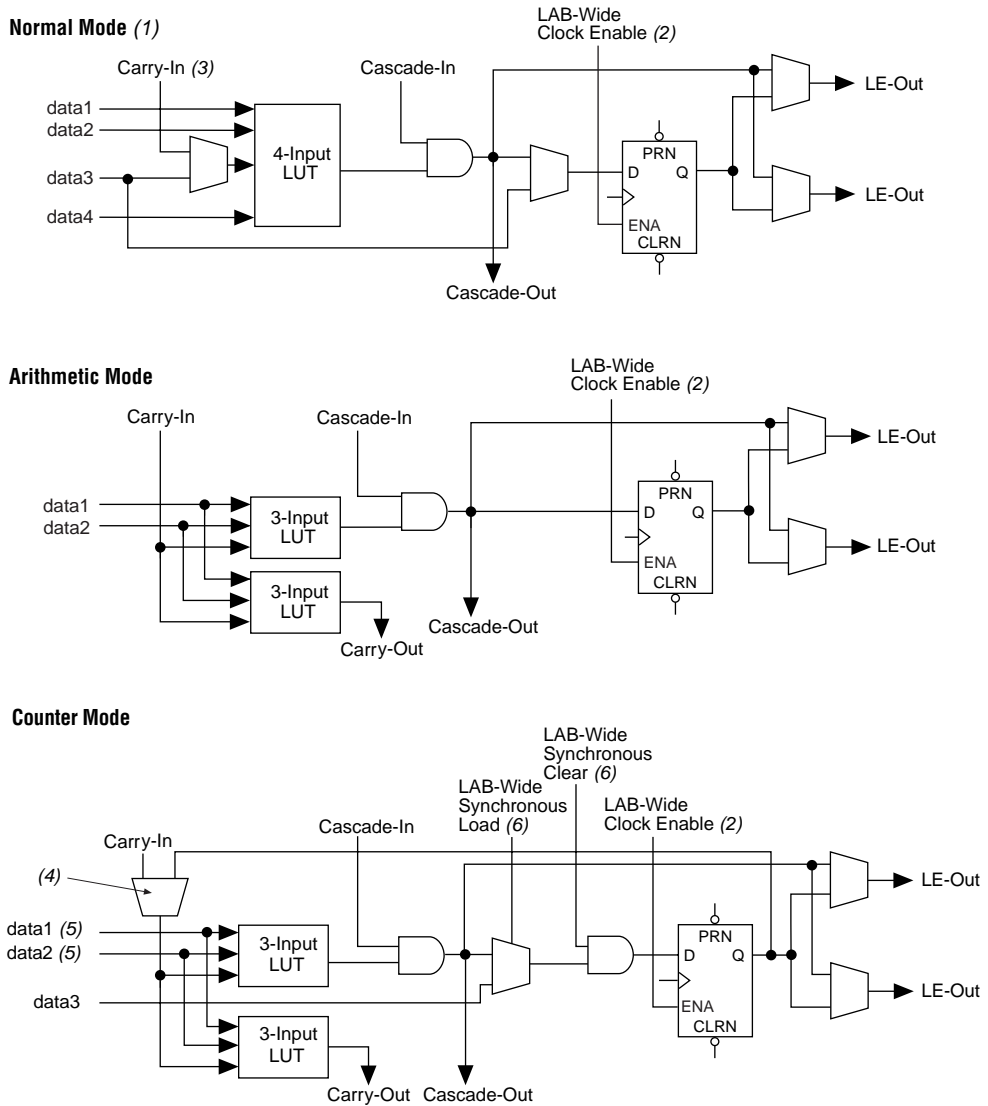 Normal Mode (1)
LAB-Wide
Clock Enable (2)
Carry-In (3)
Cascade-In
data1
data2
data3
data4
4-Input
LUT
PRN
D Q
ENA
CLRN
LE-Out
LE-Out
Cascade-Out
Arithmetic Mode
LAB-Wide
Clock Enable (2)
Carry-In
Cascade-In
data1
data2
3-Input
LUT
3-Input
LUT
PRN
D Q
ENA
CLRN
LE-Out
LE-Out
Cascade-Out
Carry-Out
Counter Mode
LAB-Wide
Synchronous
Clear (6)
LAB-Wide
Synchronous
Load (6)
LAB-Wide
Clock Enable (2)
Cascade-In
Carry-In
(4)
data1 (5)
data2 (5)
data3
3-Input
LUT
3-Input
LUT
PRN
D Q
ENA
CLRN
LE-Out
LE-Out
Carry-Out
Cascade-Out